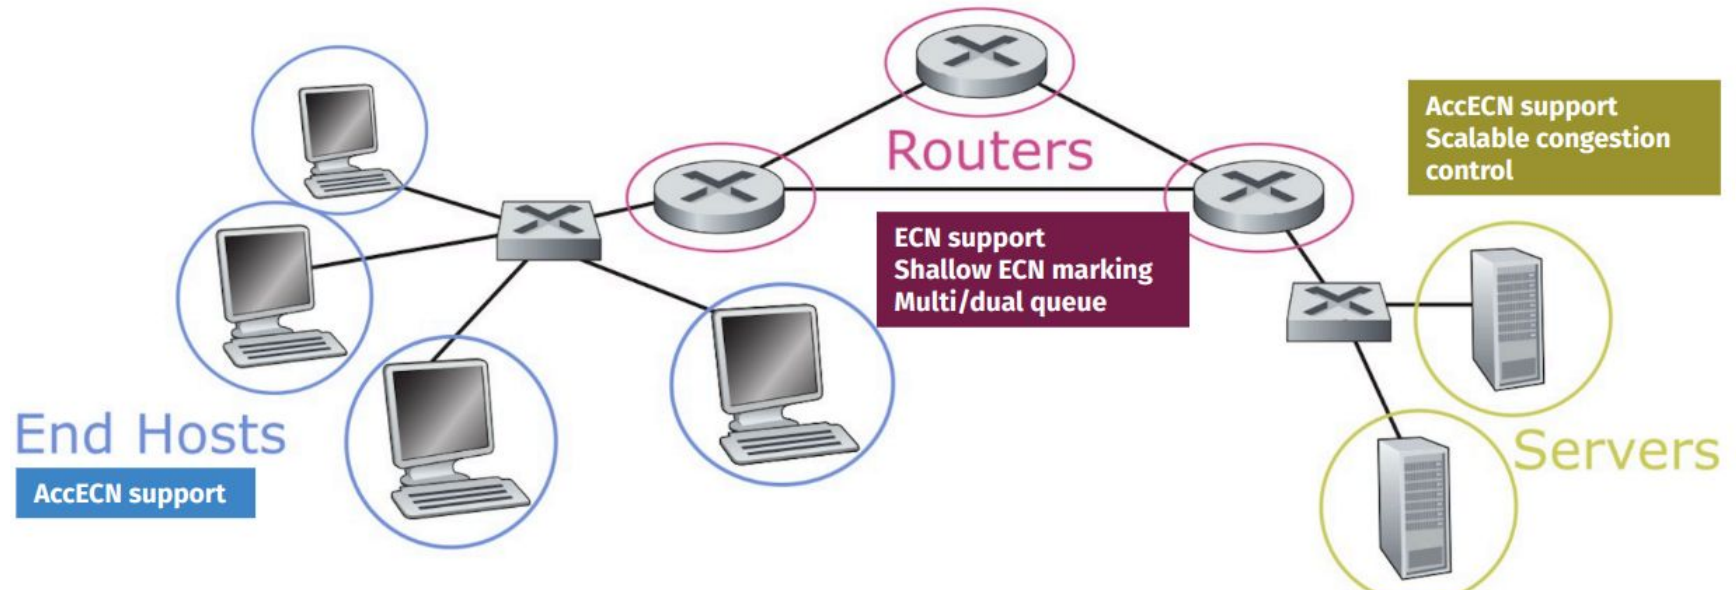 Routers
AccECN support
Scalable congestion
control
ECN support
Shallow ECN marking
Multi/dual queue
End Hosts
AccECN support
Servers